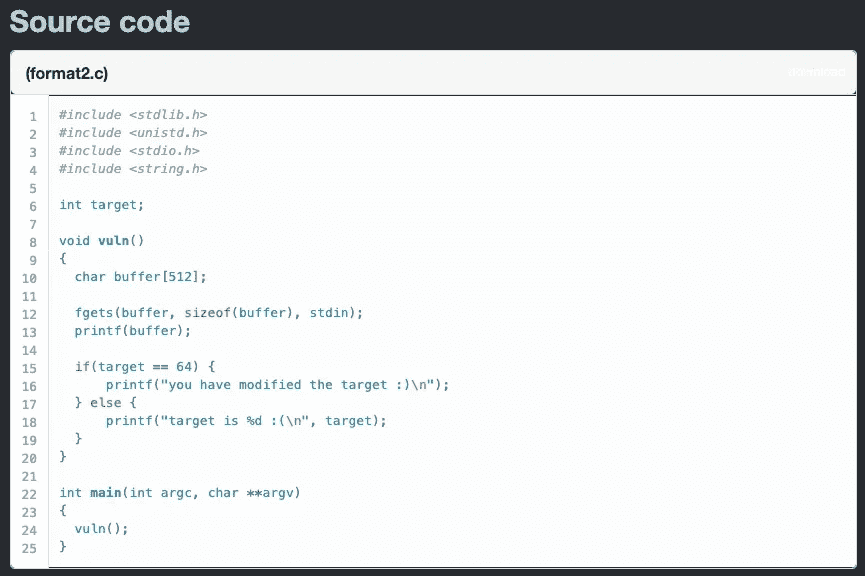 Source code
(format2.c)
1 #include <stdlib.h>
2 #include <unistd.h>
3 #include <stdio.h>
4 #include <string.h>
5
6 int target;
7
8 void vuln()
9 {
10 char buffer[512];
11
12 fgets(buffer, sizeof(buffer), stdin);
13 printf(buffer);
14
15 if(target == 64) {
16 printf("you have modified the target :)\n");
17 } else {
18 printf("target is %d :(\n", target);
19 }
20 }
21
22 int main(int argc, char **argv)
23 {
24 vuln();
25 }